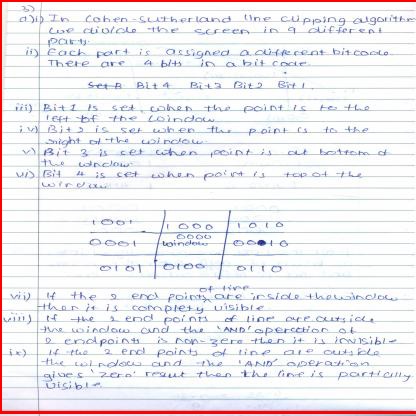 3)
a) i) In Cohen-Sutherland line clipping algorithm
we divide the screen in 9 different
part.
ii) Each part is assigned a different bitcode.
There are 4 bits in a bit code.
Bit 4 Bit 3 Bit 2 Bit 1.
iii) Bit 1 Is set when the point is to the
left of the window
iv) Bit 2 is set when the point is to the
right of the window.
v) Bit 3 is set when point is at bottom of
the window
vi) Bit 4 is set when point is top of the
window
1001 1000 1010
0000
0001 window 0010
0101 0100 0110
of line
vii) If the 2 end points are inside the window
then it is completly visible
viii) If the 2 end points of line are outside
the window and the 'AND' operation of
2 endpoints is non-zero then it is invisible
ix) If the 2 end points of line are outside
the window and the 'AND' operation
gives 'zero' result then the line is partically
visible.